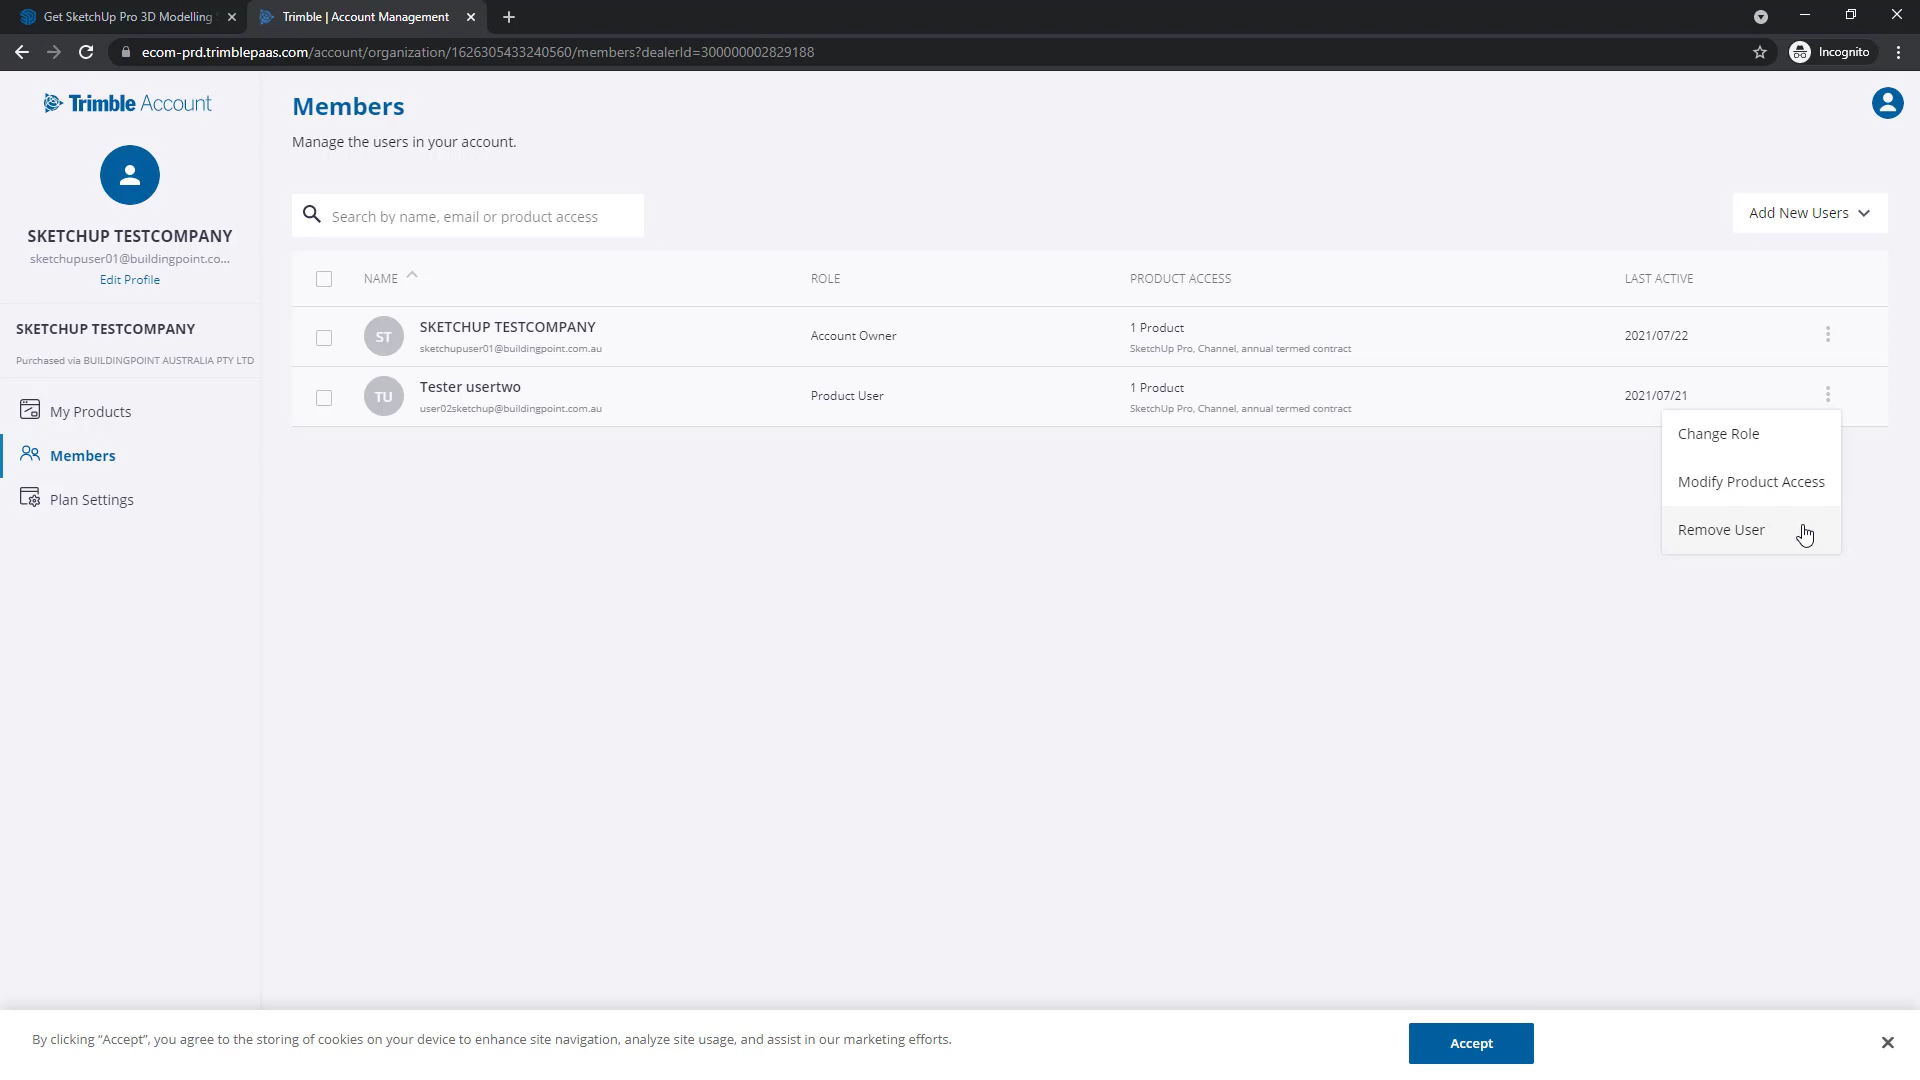 Get SketchUp Pro 3D Modelling
Trimble | Account Management
ecom-prd.trimblepaas.com/account/organization/1626305433240560/members?dealerId=300000002829188
Incognito
Trimble Account
SKETCHUP TESTCOMPANY
sketchupuser01@buildingpoint.co...
Edit Profile
SKETCHUP TESTCOMPANY
Purchased via BUILDINGPOINT AUSTRALIA PTY LTD
My Products
Members
Plan Settings
Members
Manage the users in your account.
Search by name, email or product access
Add New Users
NAME ROLE PRODUCT ACCESS LAST ACTIVE
ST SKETCHUP TESTCOMPANY Account Owner 1 Product 2021/07/22
sketchupuser01@buildingpoint.com.au SketchUp Pro, Channel, annual termed contract
TU Tester usertwo Product User 1 Product 2021/07/21
user02sketchup@buildingpoint.com.au SketchUp Pro, Channel, annual termed contract
Change Role
Modify Product Access
Remove User
By clicking “Accept”, you agree to the storing of cookies on your device to enhance site navigation, analyze site usage, and assist in our marketing efforts.
Accept